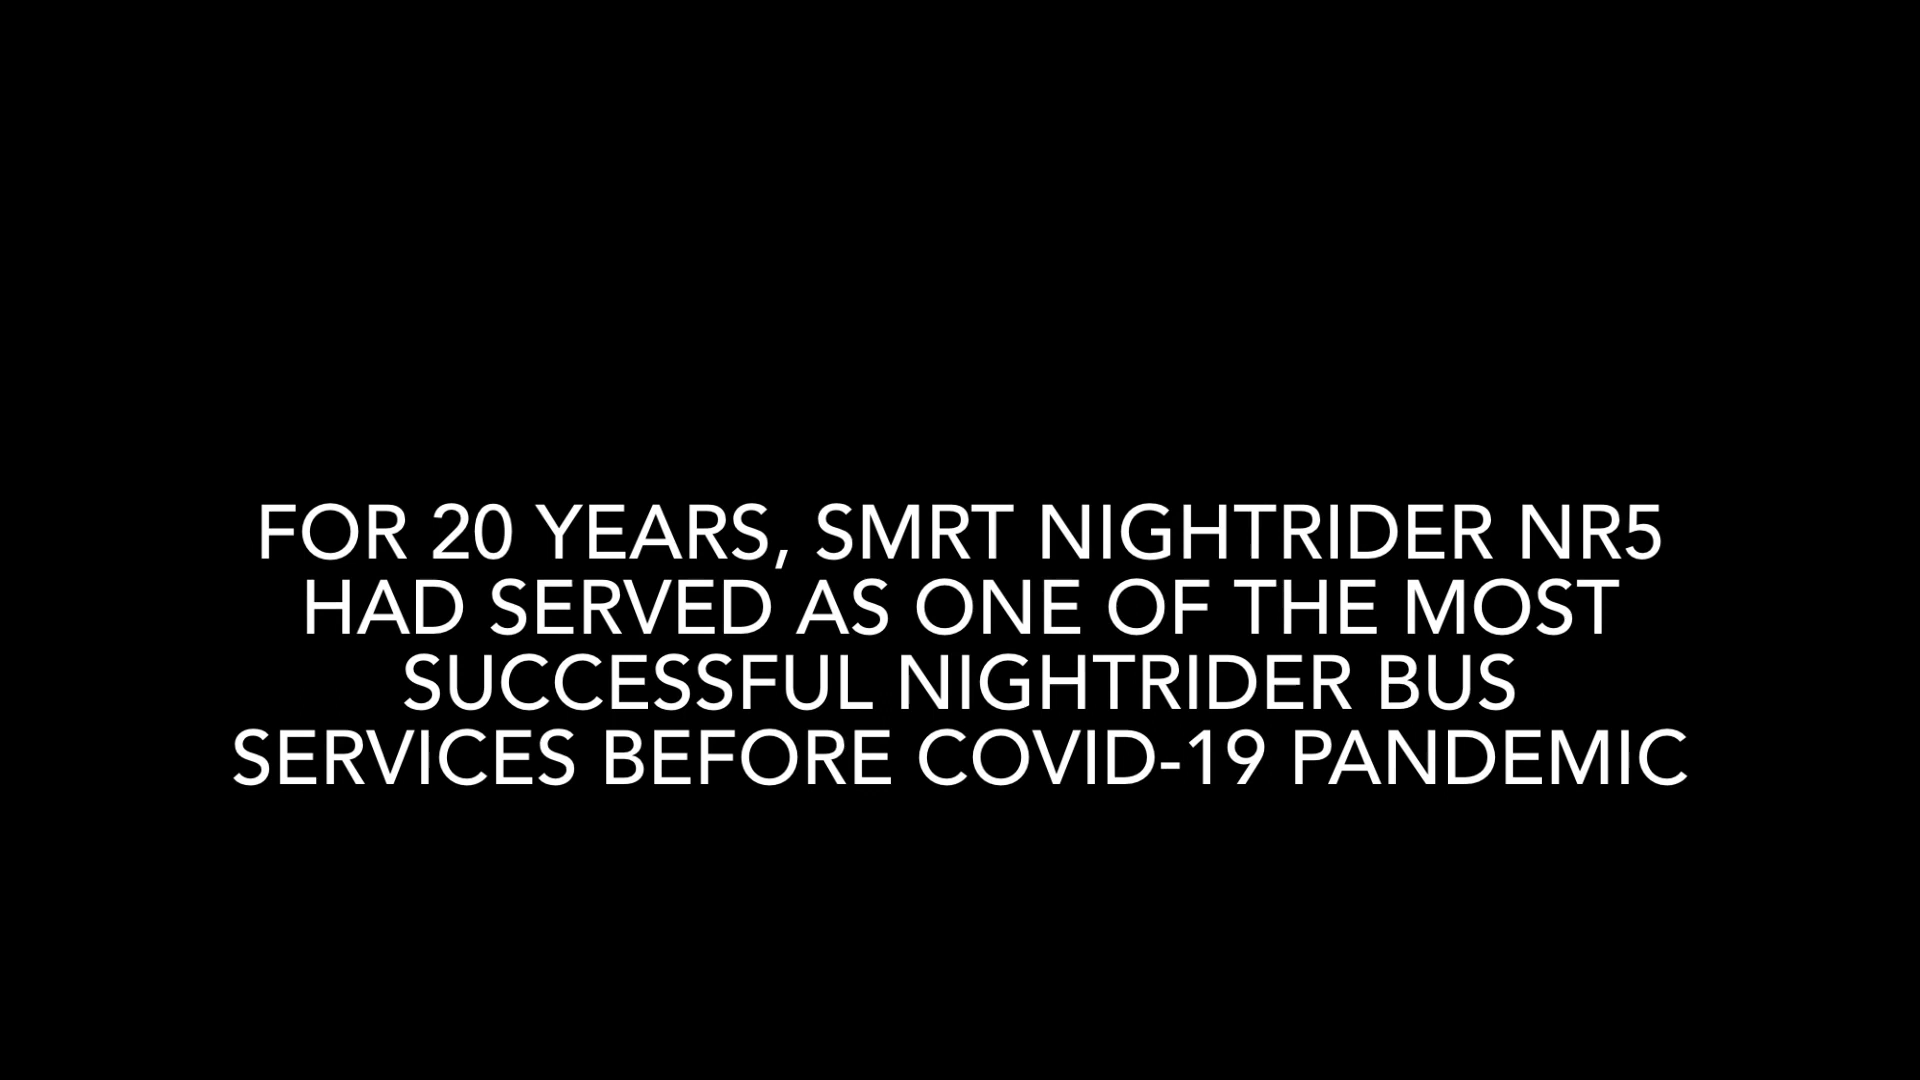 FOR 20 YEARS, SMRT NIGHTRIDER NR5
HAD SERVED AS ONE OF THE MOST
SUCCESSFUL NIGHTRIDER BUS
SERVICES BEFORE COVID-19 PANDEMIC